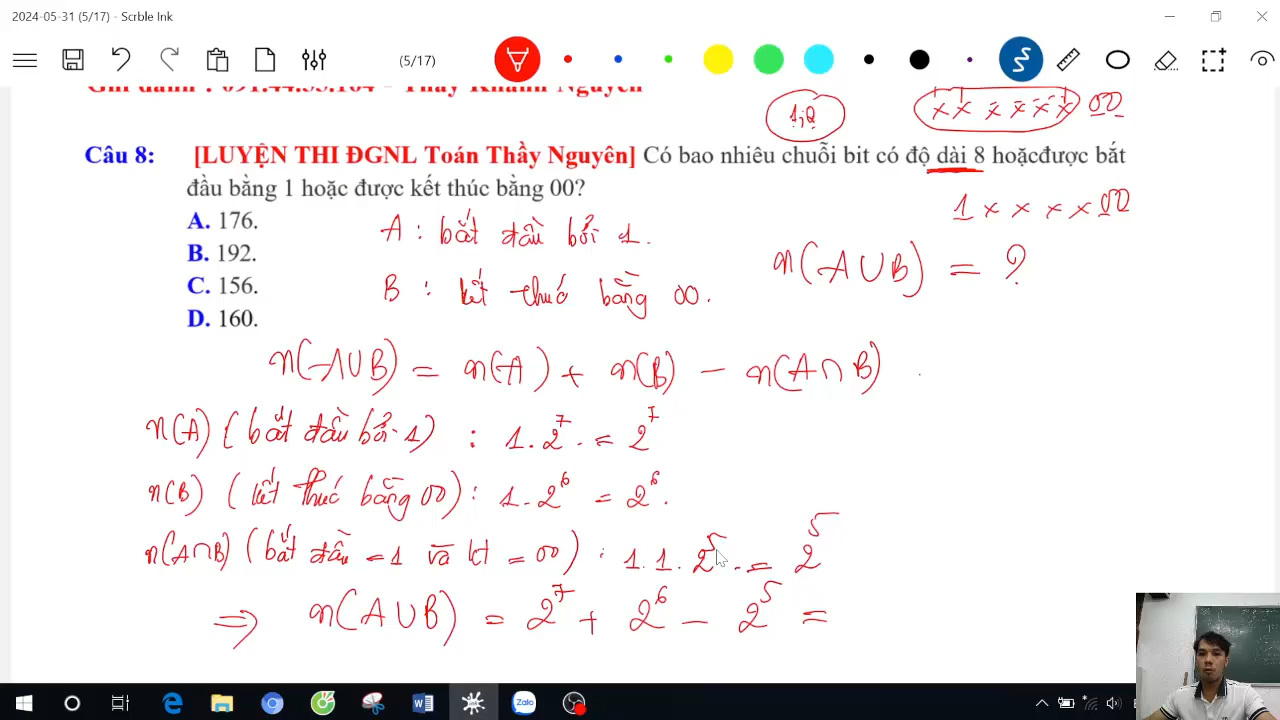 2024-05-31 (5/17) - Scrble Ink
(5/17)
1;0
x x x x x x 00
Câu 8: [LUYỆN THI ĐGNL Toán Thầy Nguyên] Có bao nhiêu chuỗi bit có độ dài 8 hoặcđược bắt
đầu bằng 1 hoặc được kết thúc bằng 00?
1 x x x x 00
A. 176.
B. 192.
C. 156.
D. 160.
A : bắt đầu bởi 1.
B : kết thúc bằng 00.
n(A∪B) = ?
n(A∪B) = n(A) + n(B) - n(A∩B)
n(A) (bắt đầu bởi 1) : 1.2⁷. = 2⁷
n(B) (kết thúc bằng 00) : 1.2⁶ = 2⁶.
n(A∩B) (bắt đầu = 1 và kt = 00) : 1.1.2⁵. = 2⁵
⇒ n(A∪B) = 2⁷ + 2⁶ - 2⁵ =
Zalo